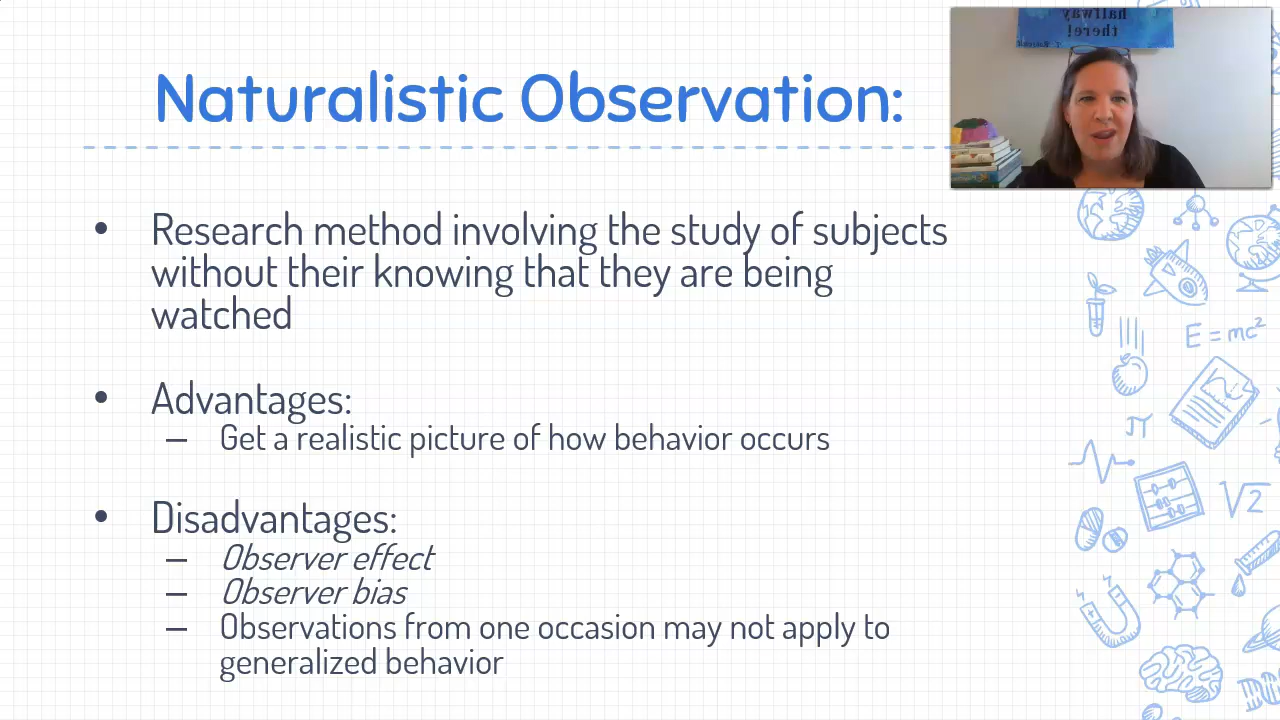 Naturalistic Observation:
halfway
there!
• Research method involving the study of subjects
without their knowing that they are being
watched
• Advantages:
– Get a realistic picture of how behavior occurs
• Disadvantages:
– Observer effect
– Observer bias
– Observations from one occasion may not apply to
generalized behavior
E = mc²
π
√2